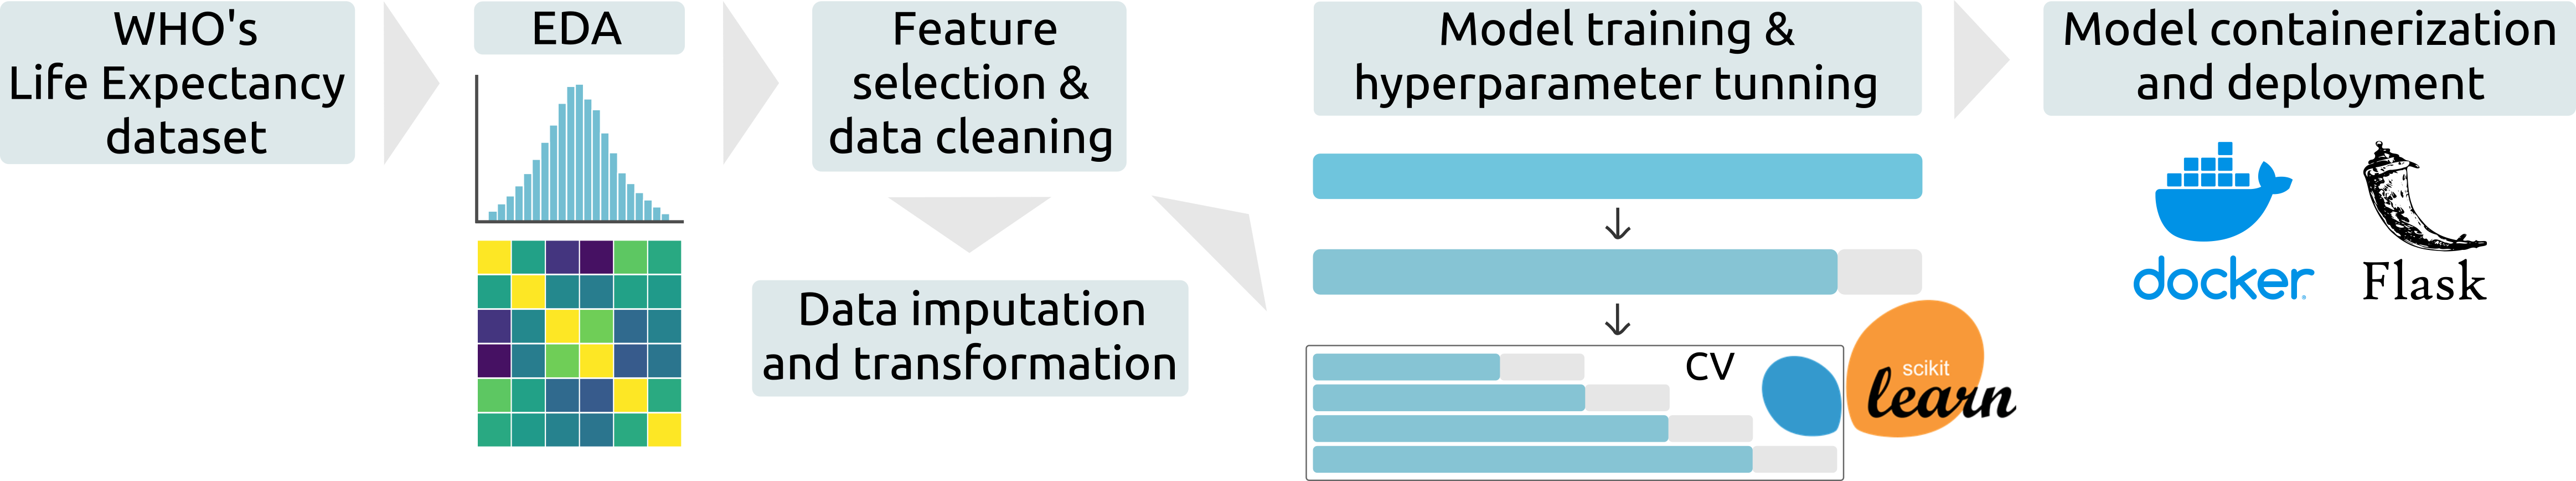 WHO's
Life Expectancy
dataset
EDA
Feature
selection &
data cleaning
Data imputation
and transformation
Model training &
hyperparameter tunning
CV
scikit
learn
Model containerization
and deployment
docker
Flask